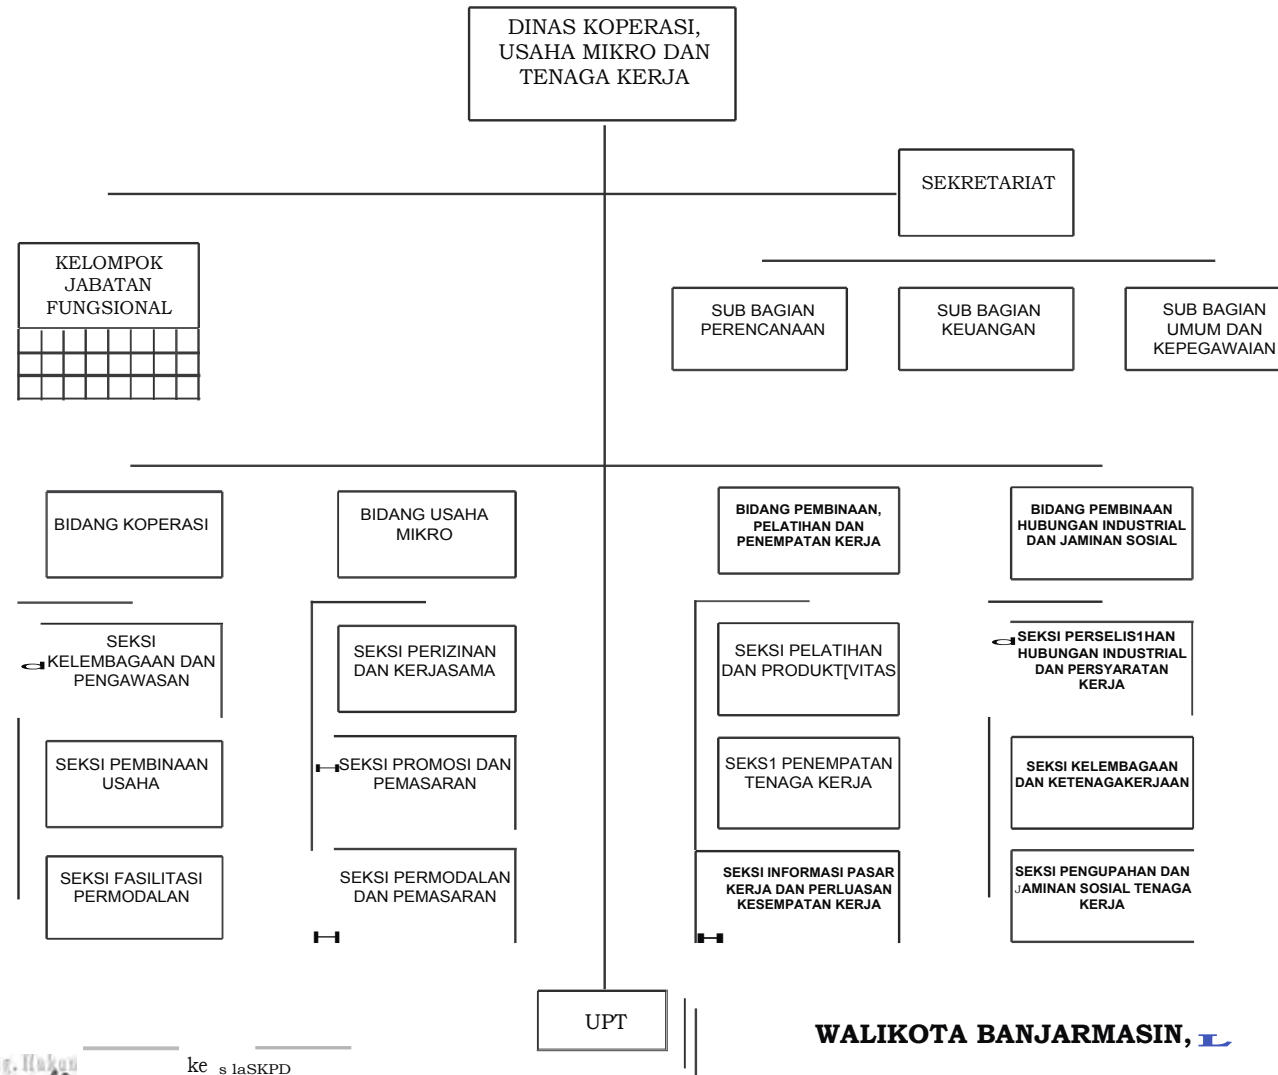 DINAS KOPERASI,
USAHA MIKRO DAN
TENAGA KERJA
SEKRETARIAT
KELOMPOK
JABATAN
FUNGSIONAL
SUB BAGIAN
PERENCANAAN
SUB BAGIAN
KEUANGAN
SUB BAGIAN
UMUM DAN
KEPEGAWAIAN
BIDANG KOPERASI
BIDANG USAHA
MIKRO
BIDANG PEMBINAAN,
PELATIHAN DAN
PENEMPATAN KERJA
BIDANG PEMBINAAN
HUBUNGAN INDUSTRIAL
DAN JAMINAN SOSIAL
SEKSI
KELEMBAGAAN DAN
PENGAWASAN
SEKSI PERIZINAN
DAN KERJASAMA
SEKSI PELATIHAN
DAN PRODUKT[VITAS
SEKSI PERSELIS1HAN
HUBUNGAN INDUSTRIAL
DAN PERSYARATAN
KERJA
SEKSI PEMBINAAN
USAHA
SEKSI PROMOSI DAN
PEMASARAN
SEKS1 PENEMPATAN
TENAGA KERJA
SEKSI KELEMBAGAAN
DAN KETENAGAKERJAAN
SEKSI FASILITASI
PERMODALAN
SEKSI PERMODALAN
DAN PEMASARAN
SEKSI INFORMASI PASAR
KERJA DAN PERLUASAN
KESEMPATAN KERJA
SEKSI PENGUPAHAN DAN
JAMINAN SOSIAL TENAGA
KERJA
UPT
WALIKOTA BANJARMASIN, L
ke s laSKPD